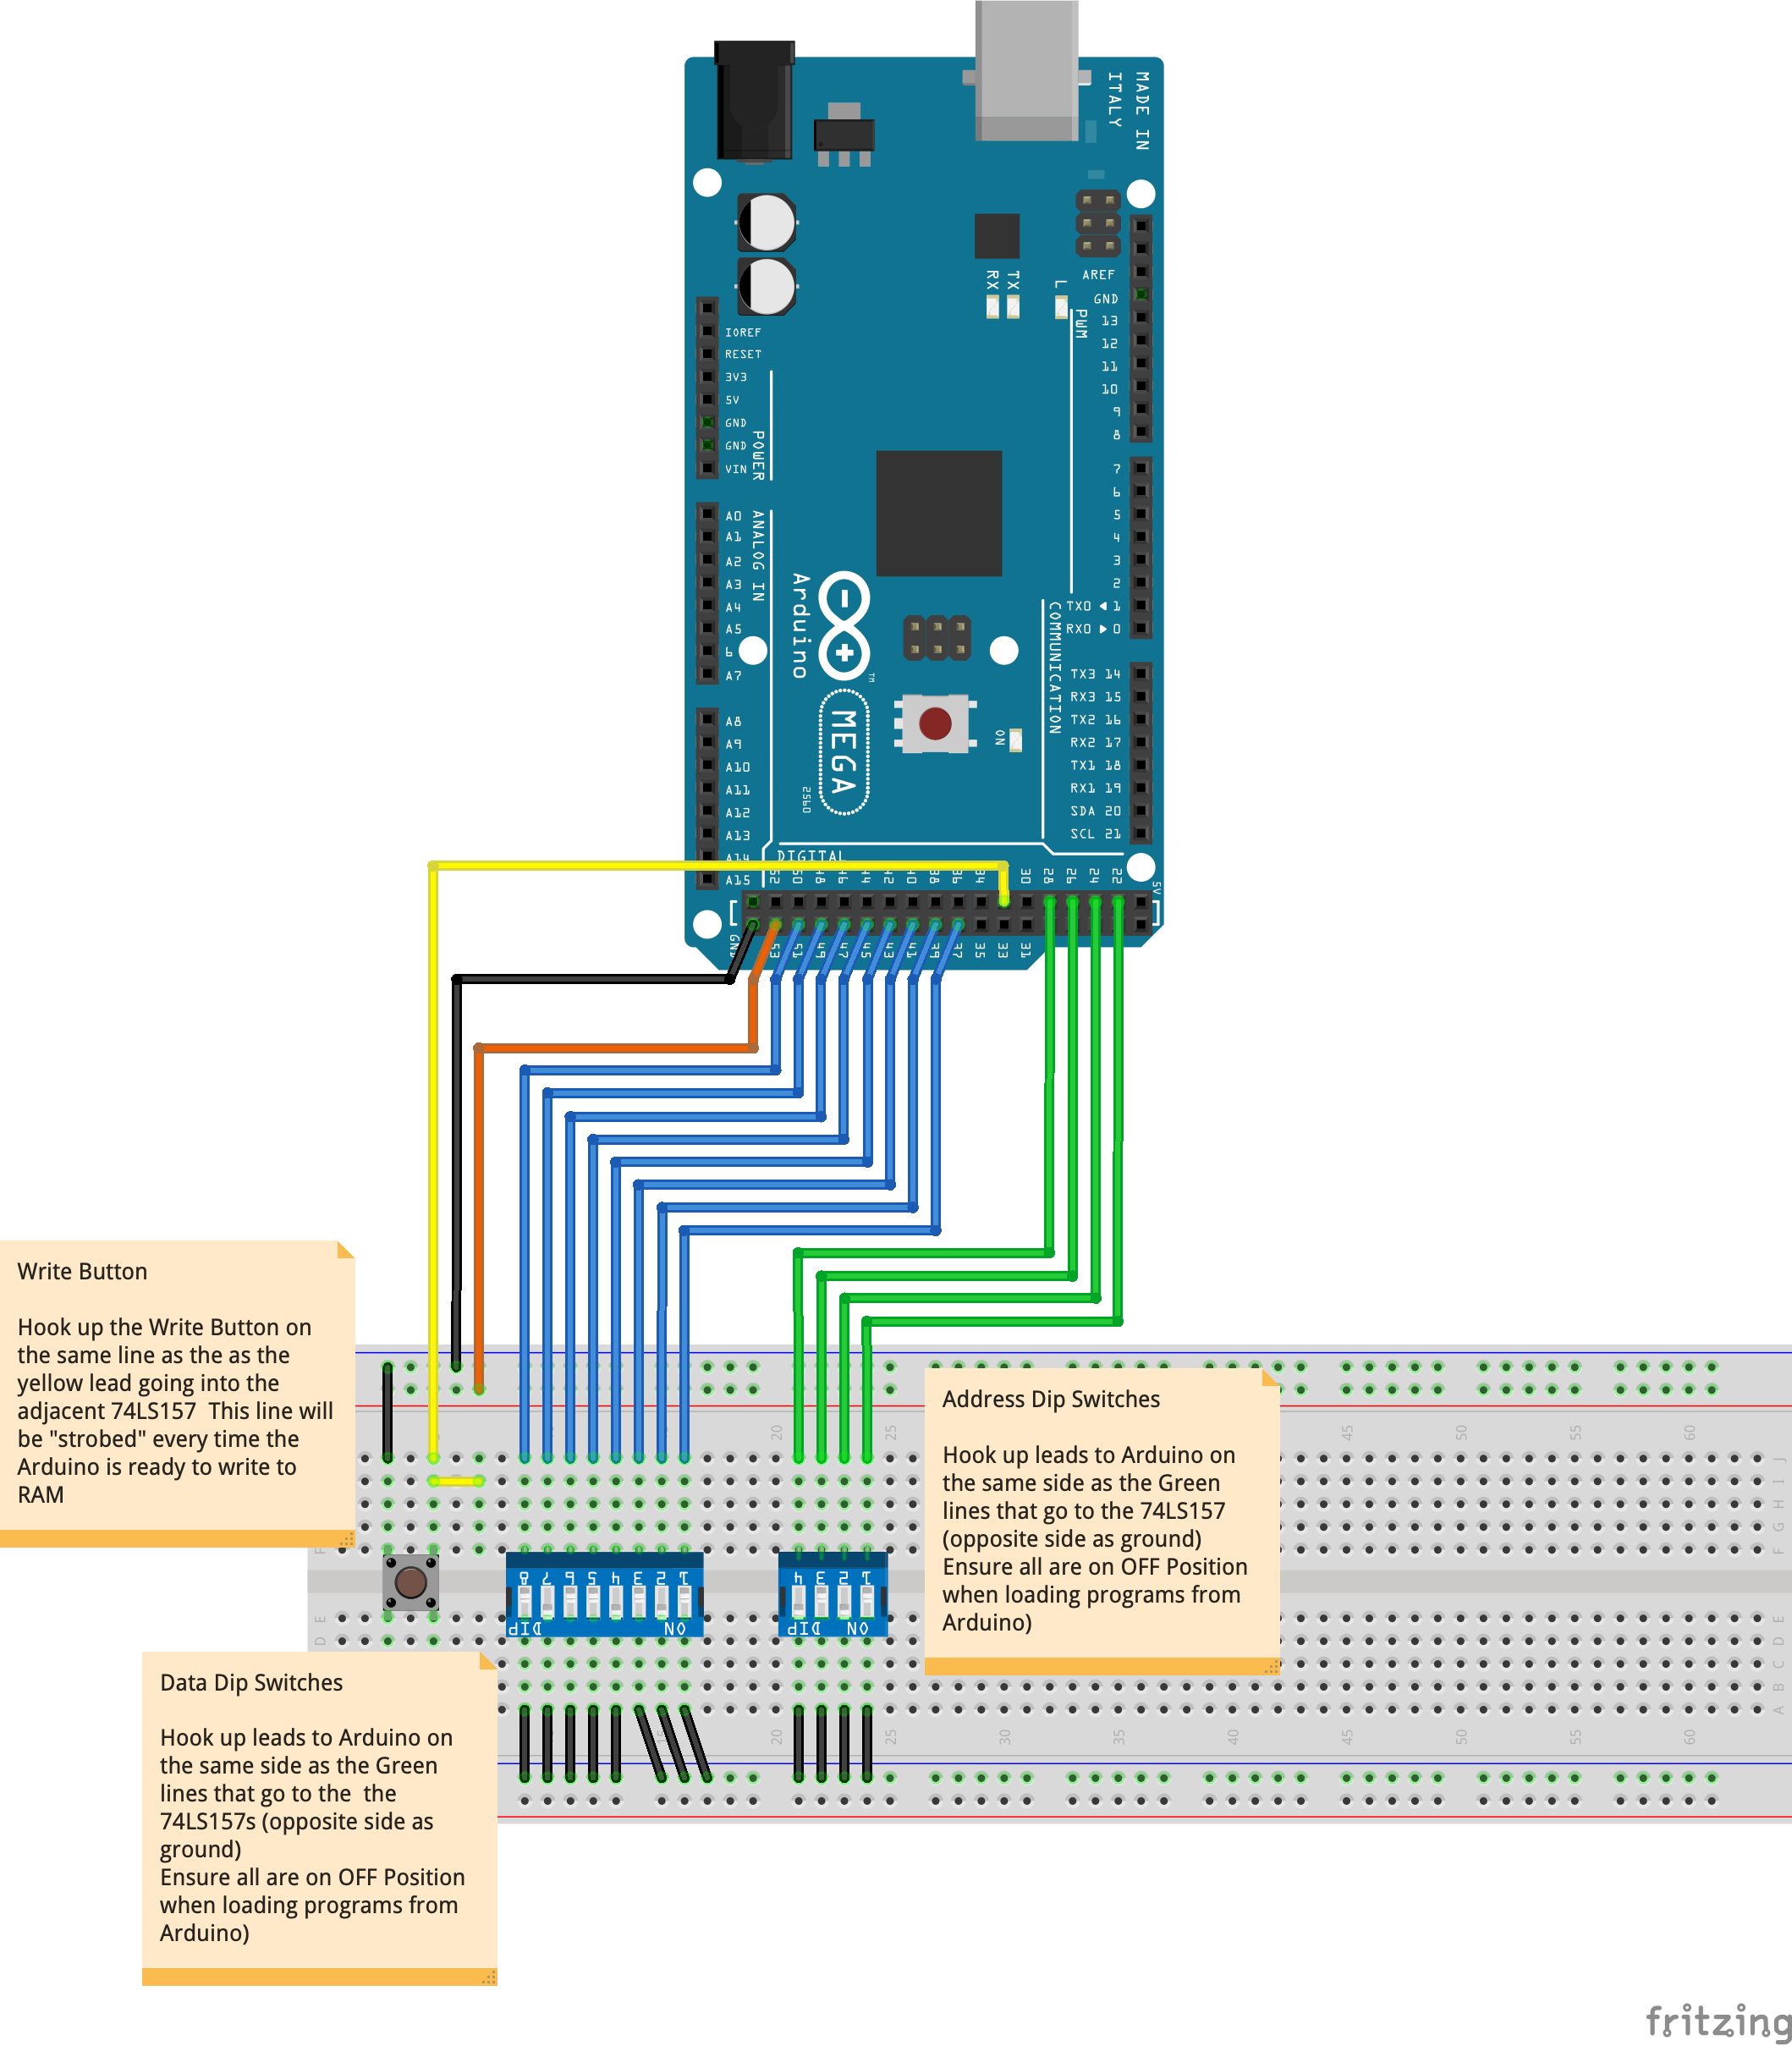 MADE IN
ITALY
RX
TX
L
PWM
AREF
GND
13
12
11
10
9
8
7
6
5
4
3
2
TX0 ◄ 1
RX0 ► 0
IOREF
RESET
3V3
5V
GND
GND
VIN
POWER
A0
A1
A2
A3
A4
A5
6
A7
ANALOG IN
Arduino
TM
MEGA
2560
ON
COMMUNICATION
TX3 14
RX3 15
TX2 16
RX2 17
TX1 18
RX1 19
SDA 20
SCL 21
A8
A9
A10
A11
A12
A13
A14
A15
DIGITAL
52 50 48 46 44 42 40 38 36 34 30 28 26 24 22 5V
GND 53 51 49 47 45 43 41 39 37 35 33 31
Write Button
Hook up the Write Button on
the same line as the as the
yellow lead going into the
adjacent 74LS157  This line will
be "strobed" every time the
Arduino is ready to write to
RAM
Address Dip Switches
Hook up leads to Arduino on
the same side as the Green
lines that go to the 74LS157
(opposite side as ground)
Ensure all are on OFF Position
when loading programs from
Arduino)
20 25 45 50 55 60
J
I
H
G
F
F
8 7 6 5 4 3 2 1
DIP ON
4 3 2 1
DIP ON
E
D
E
D
C
B
A
Data Dip Switches
Hook up leads to Arduino on
the same side as the Green
lines that go to the  the
74LS157s (opposite side as
ground)
Ensure all are on OFF Position
when loading programs from
Arduino)
20 25 30 35 40 45 50 55 60
fritzing